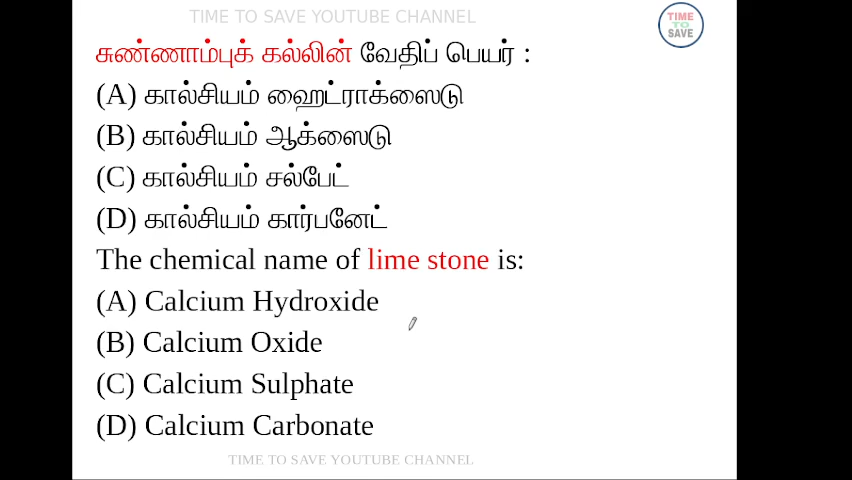 TIME TO SAVE YOUTUBE CHANNEL
TIME
TO
SAVE
சுண்ணாம்புக் கல்லின் வேதிப் பெயர் :
(A) கால்சியம் ஹைட்ராக்ஸைடு
(B) கால்சியம் ஆக்ஸைடு
(C) கால்சியம் சல்பேட்
(D) கால்சியம் கார்பனேட்
The chemical name of lime stone is:
(A) Calcium Hydroxide
(B) Calcium Oxide
(C) Calcium Sulphate
(D) Calcium Carbonate
TIME TO SAVE YOUTUBE CHANNEL